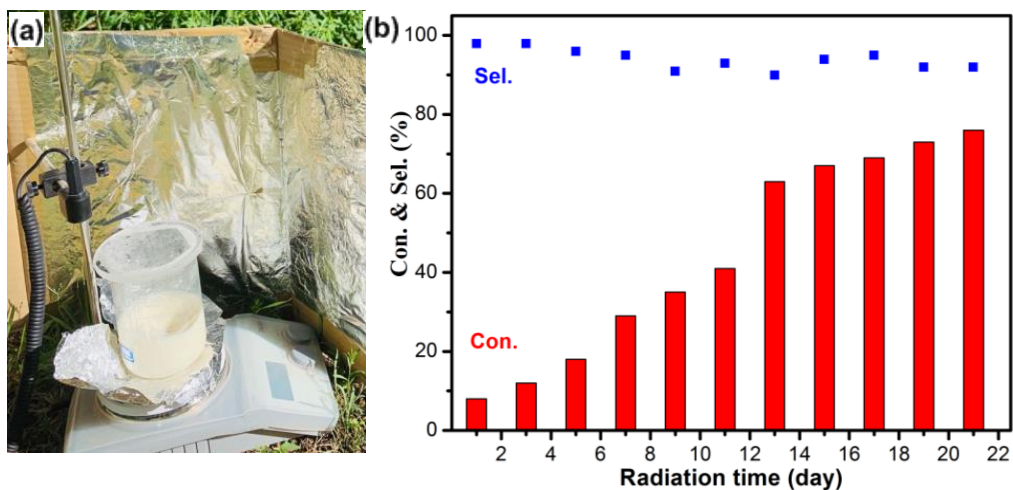 (a)
(b)
Con. & Sel. (%)
100
80
60
40
20
0
Sel.
Con.
2 4 6 8 10 12 14 16 18 20 22
Radiation time (day)